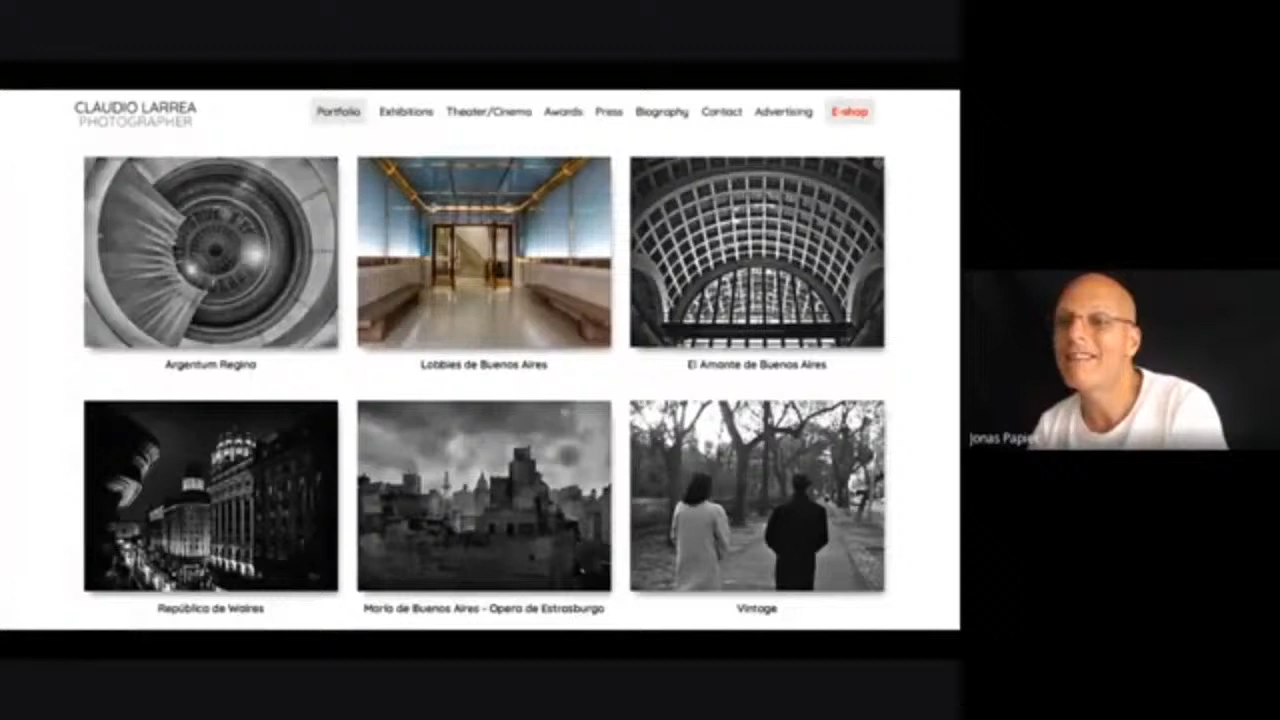 CLAUDIO LARREA
PHOTOGRAPHER
Portfolio Exhibitions Theater/Cinema Awards Press Biography Contact Advertising E-shop
Argentum Regina
Lobbies de Buenos Aires
El Amante de Buenos Aires
República de Waires
María de Buenos Aires - Opera de Estrasburgo
Vintage
Jonas Papier